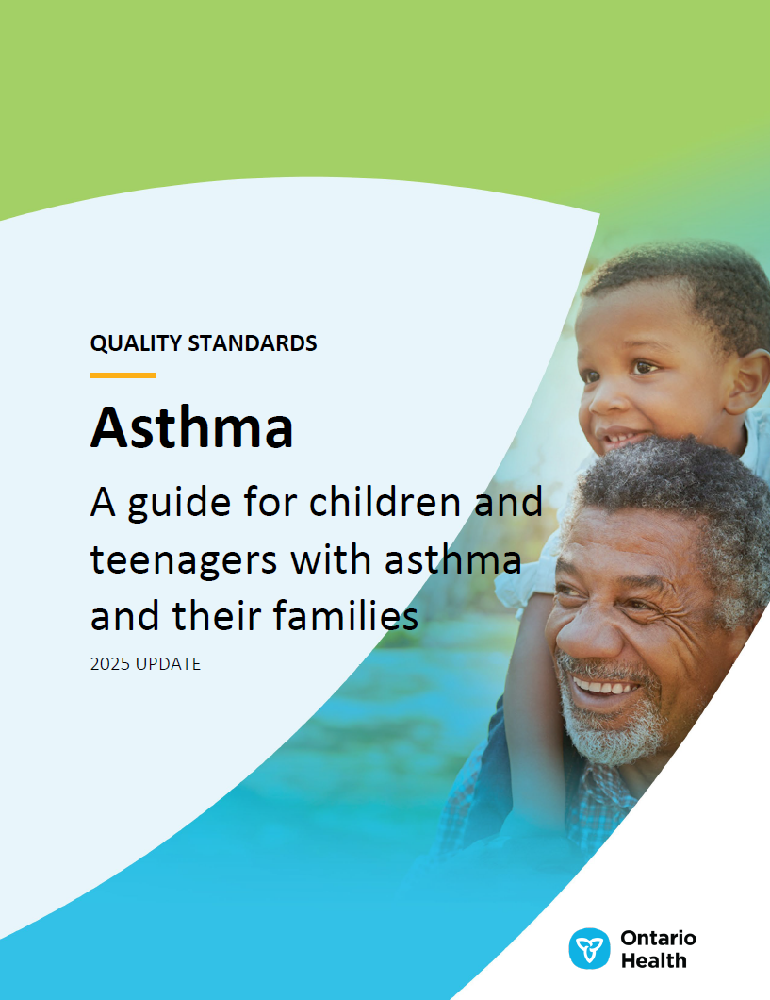 QUALITY STANDARDS
Asthma
A guide for children and
teenagers with asthma
and their families
2025 UPDATE
Ontario
Health